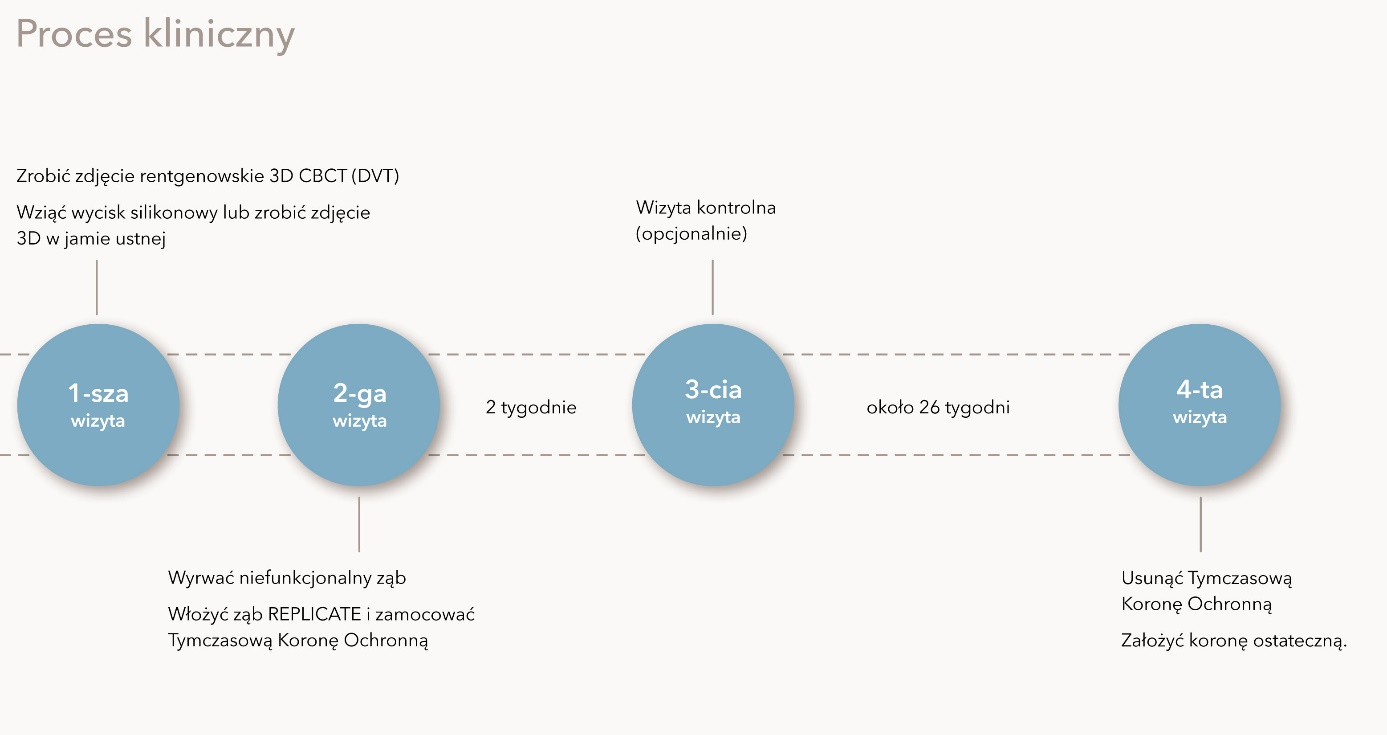 Proces kliniczny
Zrobić zdjęcie rentgenowskie 3D CBCT (DVT)
Wziąć wycisk silikonowy lub zrobić zdjęcie
3D w jamie ustnej
Wizyta kontrolna
(opcjonalnie)
1-sza
wizyta
2-ga
wizyta
2 tygodnie
3-cia
wizyta
około 26 tygodni
4-ta
wizyta
Wyrwać niefunkcjonalny ząb
Włożyć ząb REPLICATE i zamocować
Tymczasową Koronę Ochronną
Usunąć Tymczasową
Koronę Ochronną
Założyć koronę ostateczną.